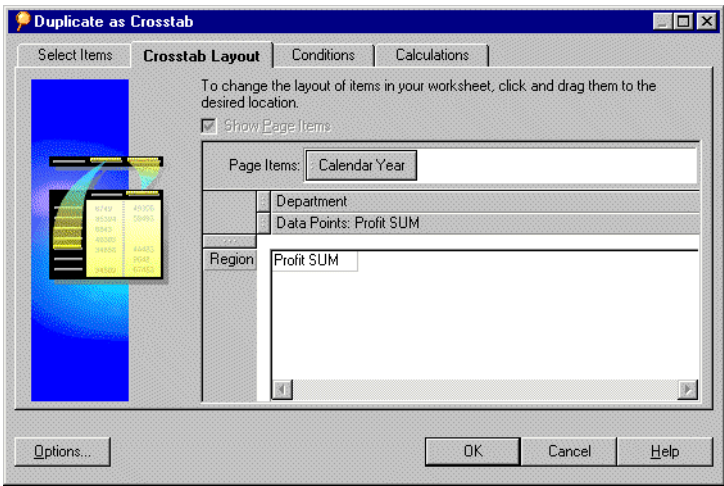 Duplicate as Crosstab
Select Items
Crosstab Layout
Conditions
Calculations
To change the layout of items in your worksheet, click and drag them to the
desired location.
Show Page Items
Page Items: Calendar Year
Department
Data Points: Profit SUM
Region
Profit SUM
Options...
OK
Cancel
Help